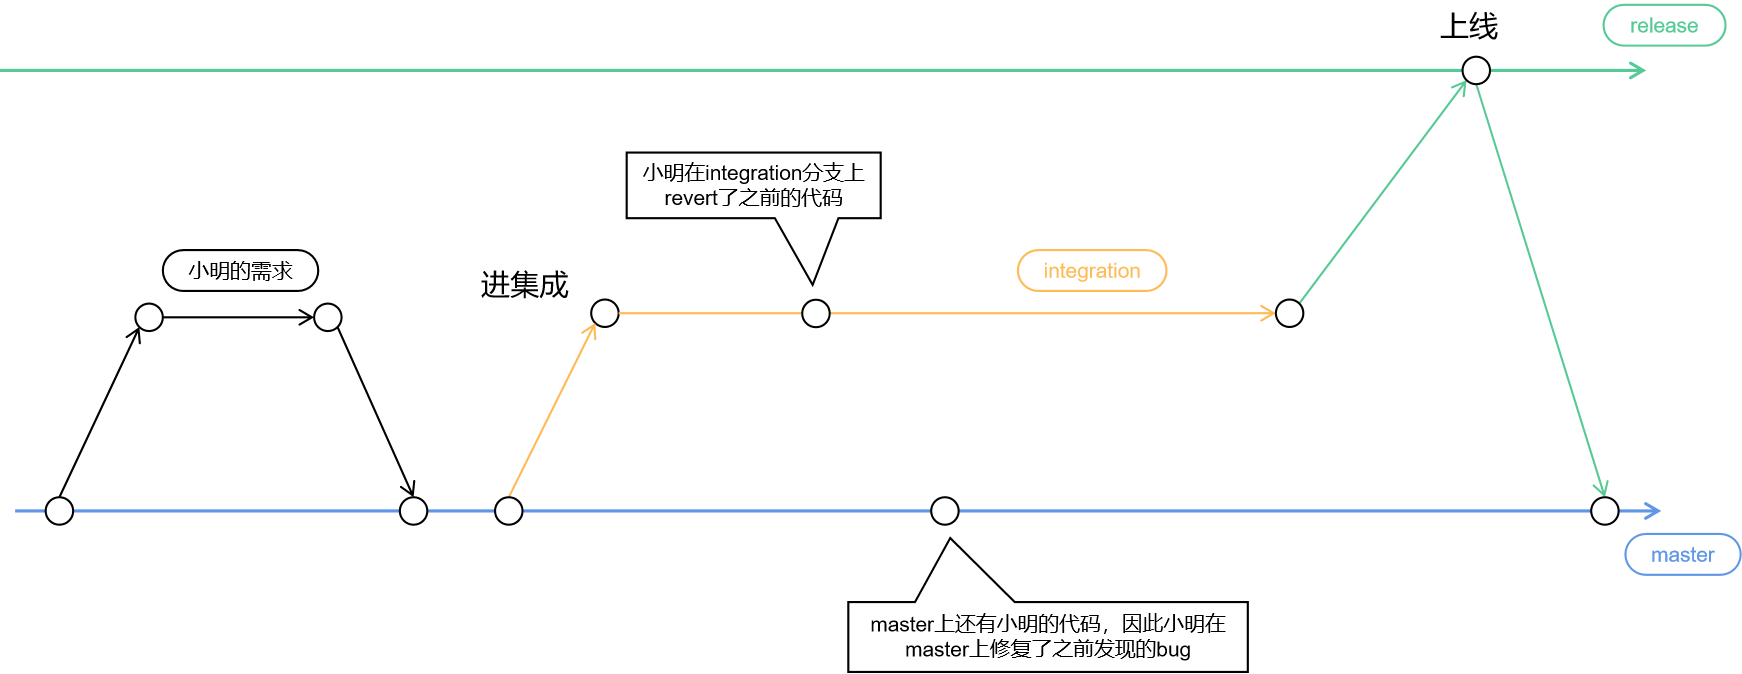 上线
release
小明在integration分支上
revert了之前的代码
小明的需求
进集成
integration
master
master上还有小明的代码，因此小明在
master上修复了之前发现的bug